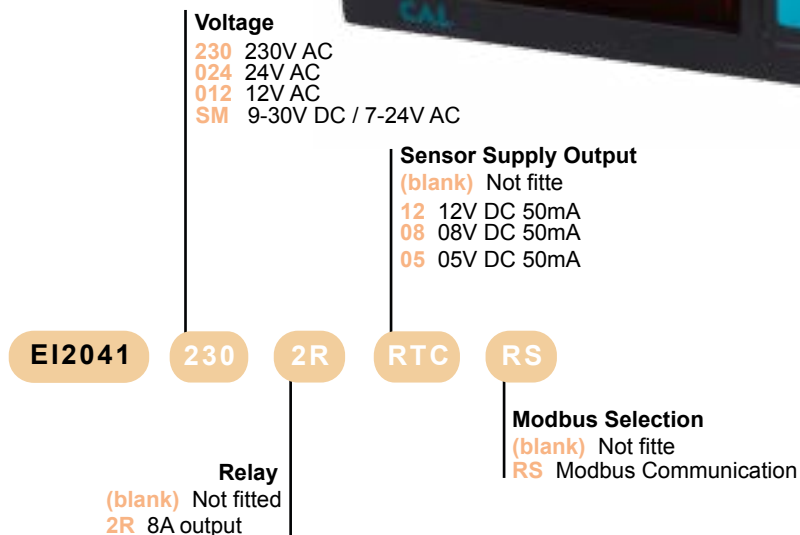 CAL
Voltage
230 230V AC
024 24V AC
012 12V AC
SM 9-30V DC / 7-24V AC
Sensor Supply Output
(blank) Not fitte
12 12V DC 50mA
08 08V DC 50mA
05 05V DC 50mA
EI2041 230 2R RTC RS
Modbus Selection
(blank) Not fitte
RS Modbus Communication
Relay
(blank) Not fitted
2R 8A output